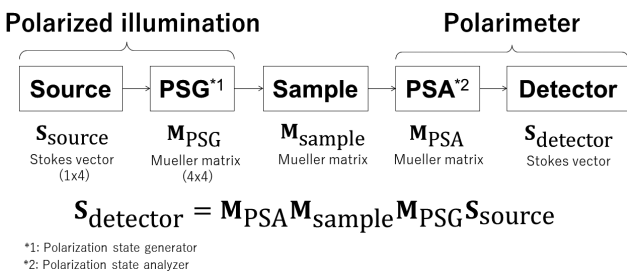 Polarized illumination Polarimeter
Source PSG*1 Sample PSA*2 Detector
Ssource MPSG Msample MPSA Sdetector
Stokes vector Mueller matrix Mueller matrix Mueller matrix Stokes vector
(1x4) (4x4)
Sdetector = MPSAMsampleMPSGSsource
*1: Polarization state generator
*2: Polarization state analyzer